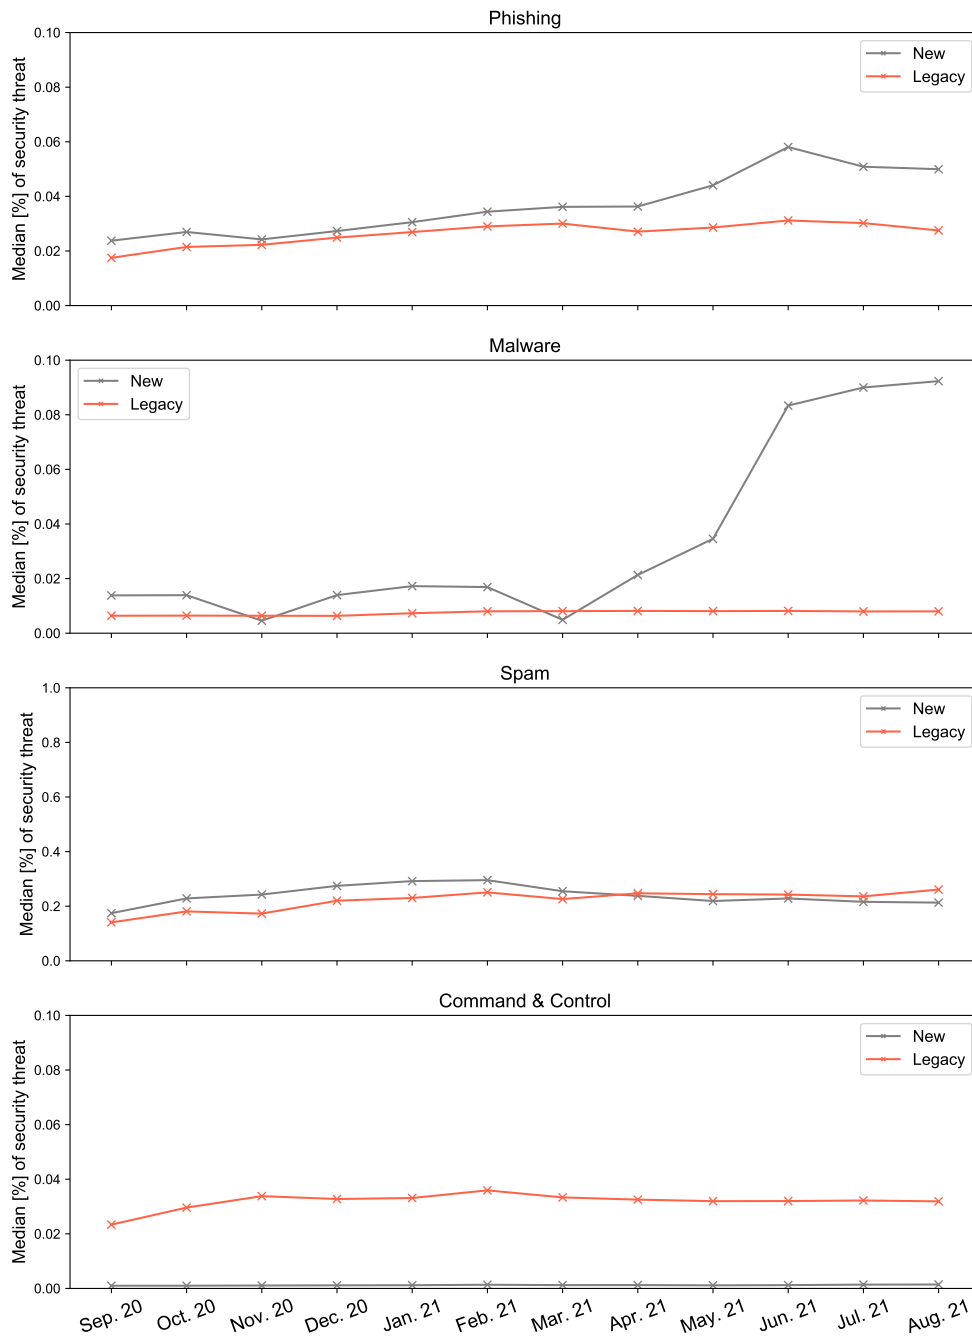 Phishing
Median [%] of security threat
0.10
0.08
0.06
0.04
0.02
0.00
New
Legacy
Malware
Median [%] of security threat
0.10
0.08
0.06
0.04
0.02
0.00
New
Legacy
Spam
Median [%] of security threat
1.0
0.8
0.6
0.4
0.2
0.0
New
Legacy
Command & Control
Median [%] of security threat
0.10
0.08
0.06
0.04
0.02
0.00
New
Legacy
Sep. 20 Oct. 20 Nov. 20 Dec. 20 Jan. 21 Feb. 21 Mar. 21 Apr. 21 May. 21 Jun. 21 Jul. 21 Aug. 21